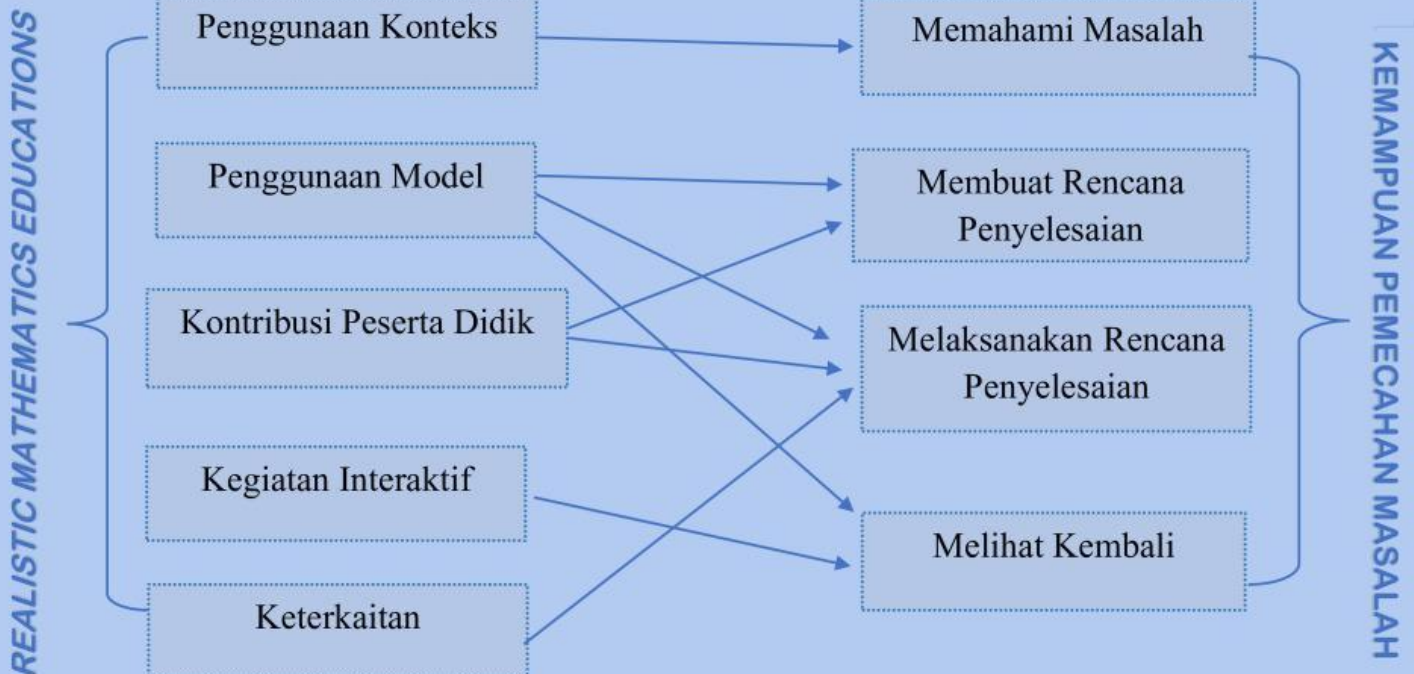 REALISTIC MATHEMATICS EDUCATIONS
Penggunaan Konteks
Penggunaan Model
Kontribusi Peserta Didik
Kegiatan Interaktif
Keterkaitan
Memahami Masalah
Membuat Rencana
Penyelesaian
Melaksanakan Rencana
Penyelesaian
Melihat Kembali
KEMAMPUAN PEMECAHAN MASALAH